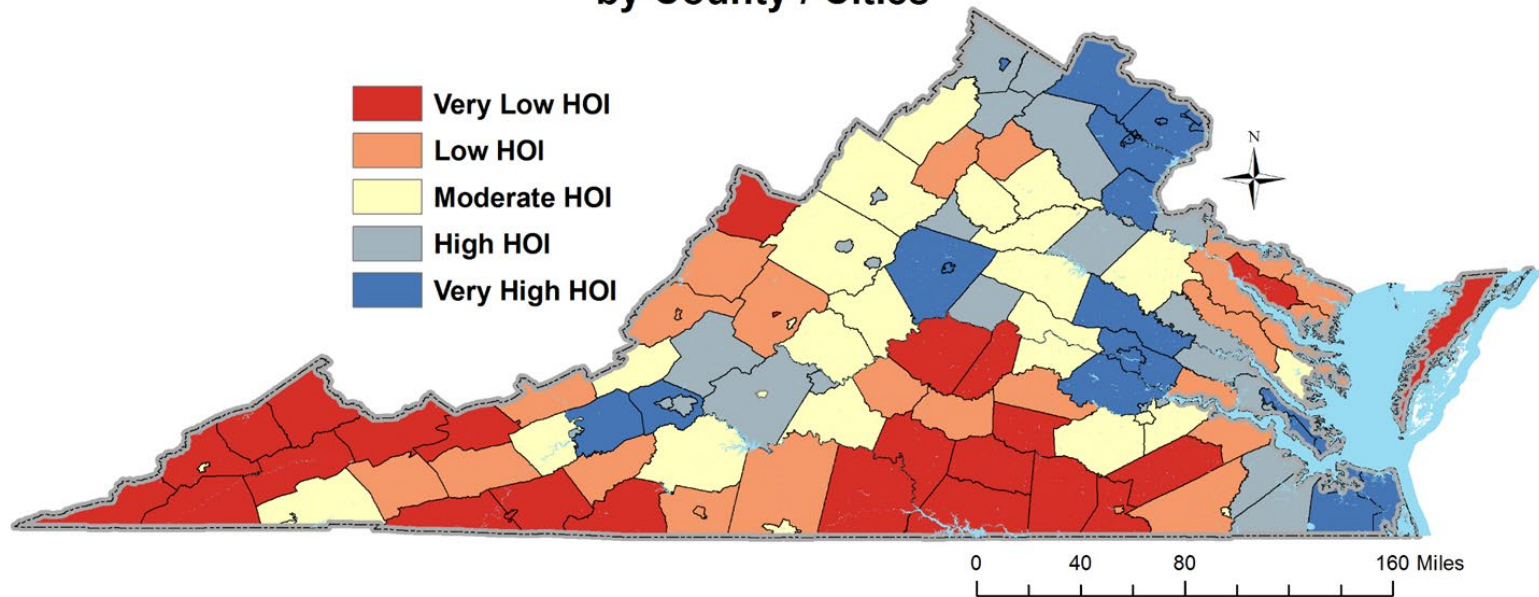 by County / Cities
Very Low HOI
Low HOI
Moderate HOI
High HOI
Very High HOI
N
0 40 80 160 Miles